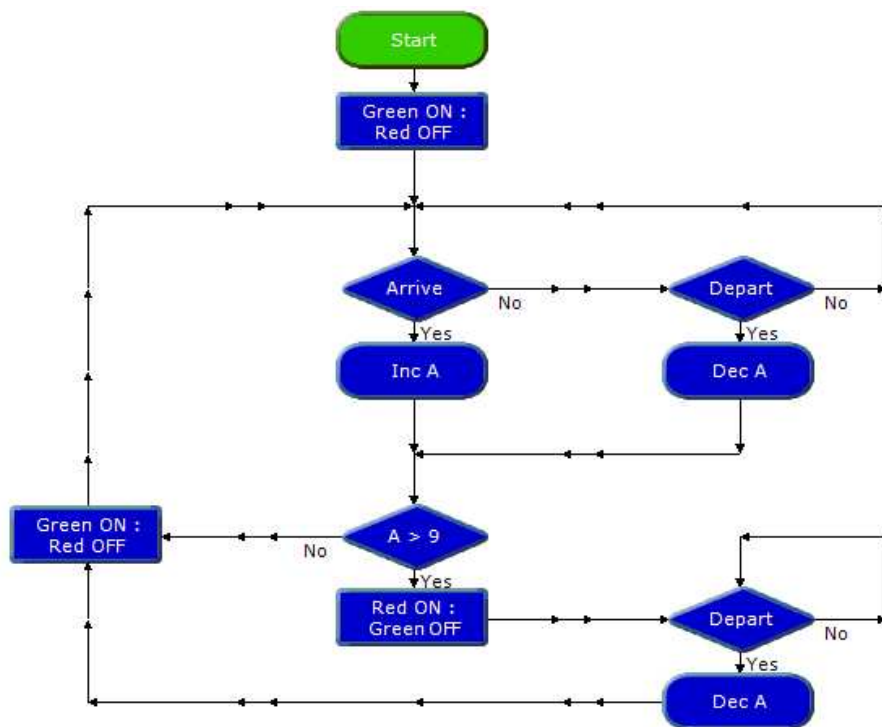 Start
Green ON :
Red OFF
Arrive
No
Depart
No
Yes
Yes
Inc A
Dec A
Green ON :
Red OFF
No
A > 9
Yes
Red ON :
Green OFF
Depart
No
Yes
Dec A